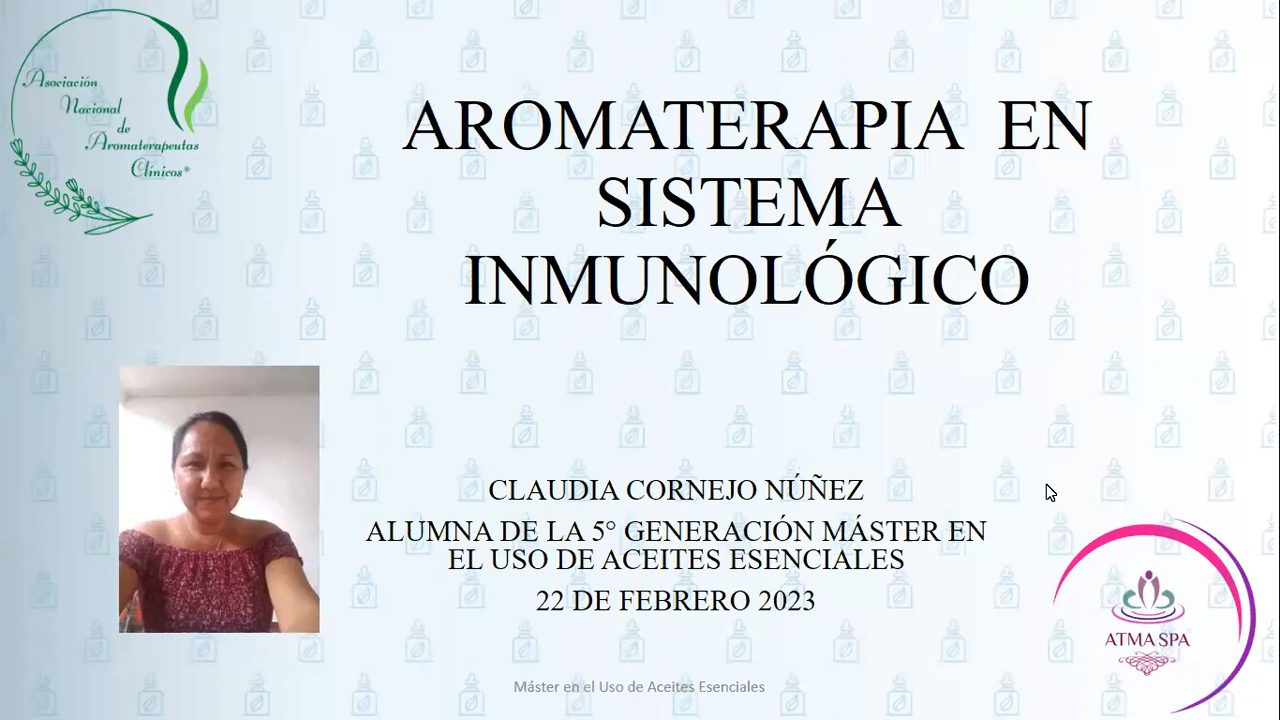 Asociación
Nacional
de
Aromaterapeutas
Clínicos®
AROMATERAPIA EN
SISTEMA
INMUNOLÓGICO
CLAUDIA CORNEJO NÚÑEZ
ALUMNA DE LA 5° GENERACIÓN MÁSTER EN
EL USO DE ACEITES ESENCIALES
22 DE FEBRERO 2023
ATMA SPA
Máster en el Uso de Aceites Esenciales